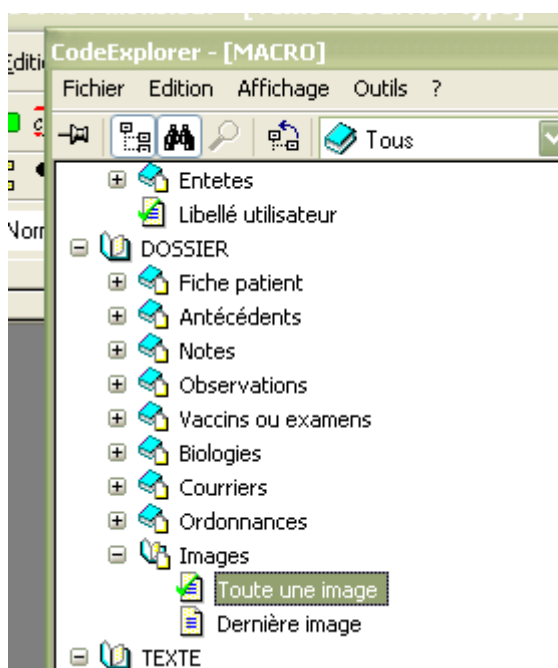 CodeExplorer - [MACRO]
Fichier Edition Affichage Outils ?
Tous
Entetes
Libellé utilisateur
DOSSIER
Fiche patient
Antécédents
Notes
Observations
Vaccins ou examens
Biologies
Courriers
Ordonnances
Images
Toute une image
Dernière image
TEXTE